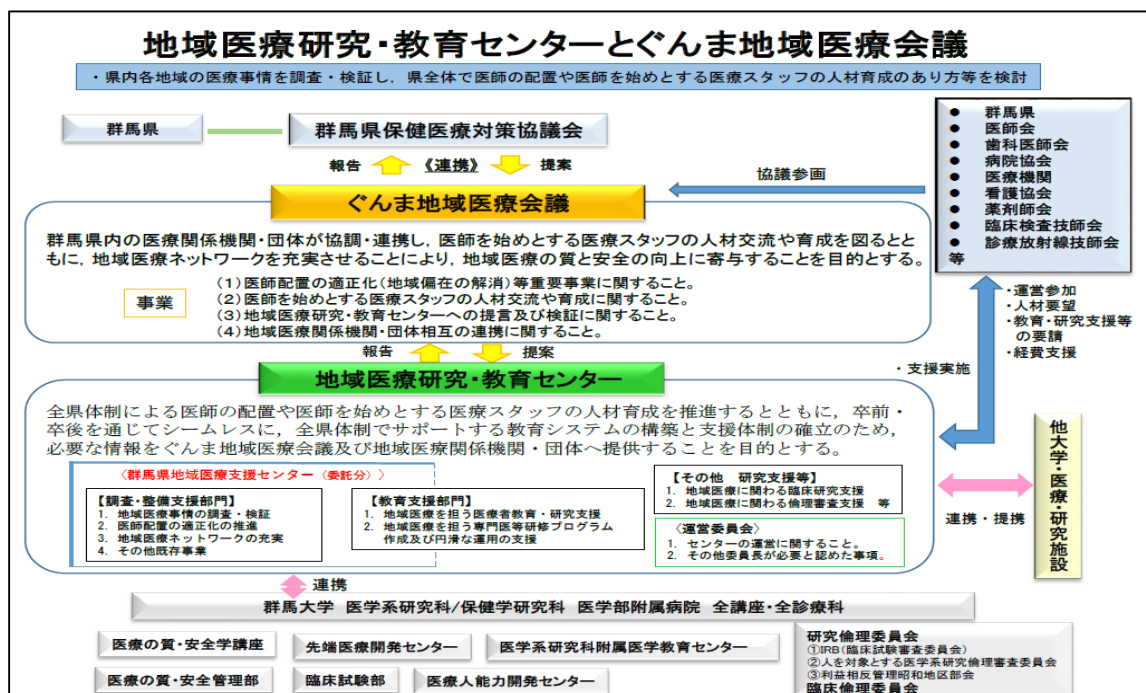 地域医療研究・教育センターとぐんま地域医療会議
・県内各地域の医療事情を調査・検証し，県全体で医師の配置や医師を始めとする医療スタッフの人材育成のあり方等を検討
群馬県
群馬県保健医療対策協議会
報告
《連携》
提案
● 群馬県
● 医師会
● 歯科医師会
● 病院協会
● 医療機関
● 看護協会
● 薬剤師会
● 臨床検査技師会
● 診療放射線技師会
等
協議参画
ぐんま地域医療会議
群馬県内の医療関係機関・団体が協調・連携し，医師を始めとする医療スタッフの人材交流や育成を図るとと
もに，地域医療ネットワークを充実させることにより，地域医療の質と安全の向上に寄与することを目的とする。
事業
（１）医師配置の適正化（地域偏在の解消）等重要事業に関すること。
（２）医師を始めとする医療スタッフの人材交流や育成に関すること。
（３）地域医療研究・教育センターへの提言及び検証に関すること。
（４）地域医療関係機関・団体相互の連携に関すること。
・運営参加
・人材要望
・教育・研究支援等
の要請
・経費支援
・支援実施
報告
提案
地域医療研究・教育センター
全県体制による医師の配置や医師を始めとする医療スタッフの人材育成を推進するとともに，卒前・
卒後を通じてシームレスに，全県体制でサポートする教育システムの構築と支援体制の確立のため，
必要な情報をぐんま地域医療会議及び地域医療関係機関・団体へ提供することを目的とする。
〈群馬県地域医療支援センター（委託分）〉
【調査・整備支援部門】
1. 地域医療事情の調査・検証
2. 医師配置の適正化の推進
3. 地域医療ネットワークの充実
4. その他既存事業
【教育支援部門】
1. 地域医療を担う医療者教育・研究支援
2. 地域医療を担う専門医等研修プログラム
作成及び円滑な運用の支援
【その他 研究支援等】
1. 地域医療に関わる臨床研究支援
2. 地域医療に関わる倫理審査支援 等
〈運営委員会〉
1. センターの運営に関すること。
2. その他委員長が必要と認めた事項。
他大学・医療・研究施設
連携・提携
連携
群馬大学 医学系研究科/保健学研究科 医学部附属病院 全講座・全診療科
医療の質・安全学講座
先端医療開発センター
医学系研究科附属医学教育センター
医療の質・安全管理部
臨床試験部
医療人能力開発センター
研究倫理委員会
①IRB（臨床試験審査委員会）
②人を対象とする医学系研究倫理審査委員会
③利益相反管理昭和地区部会
臨床倫理委員会